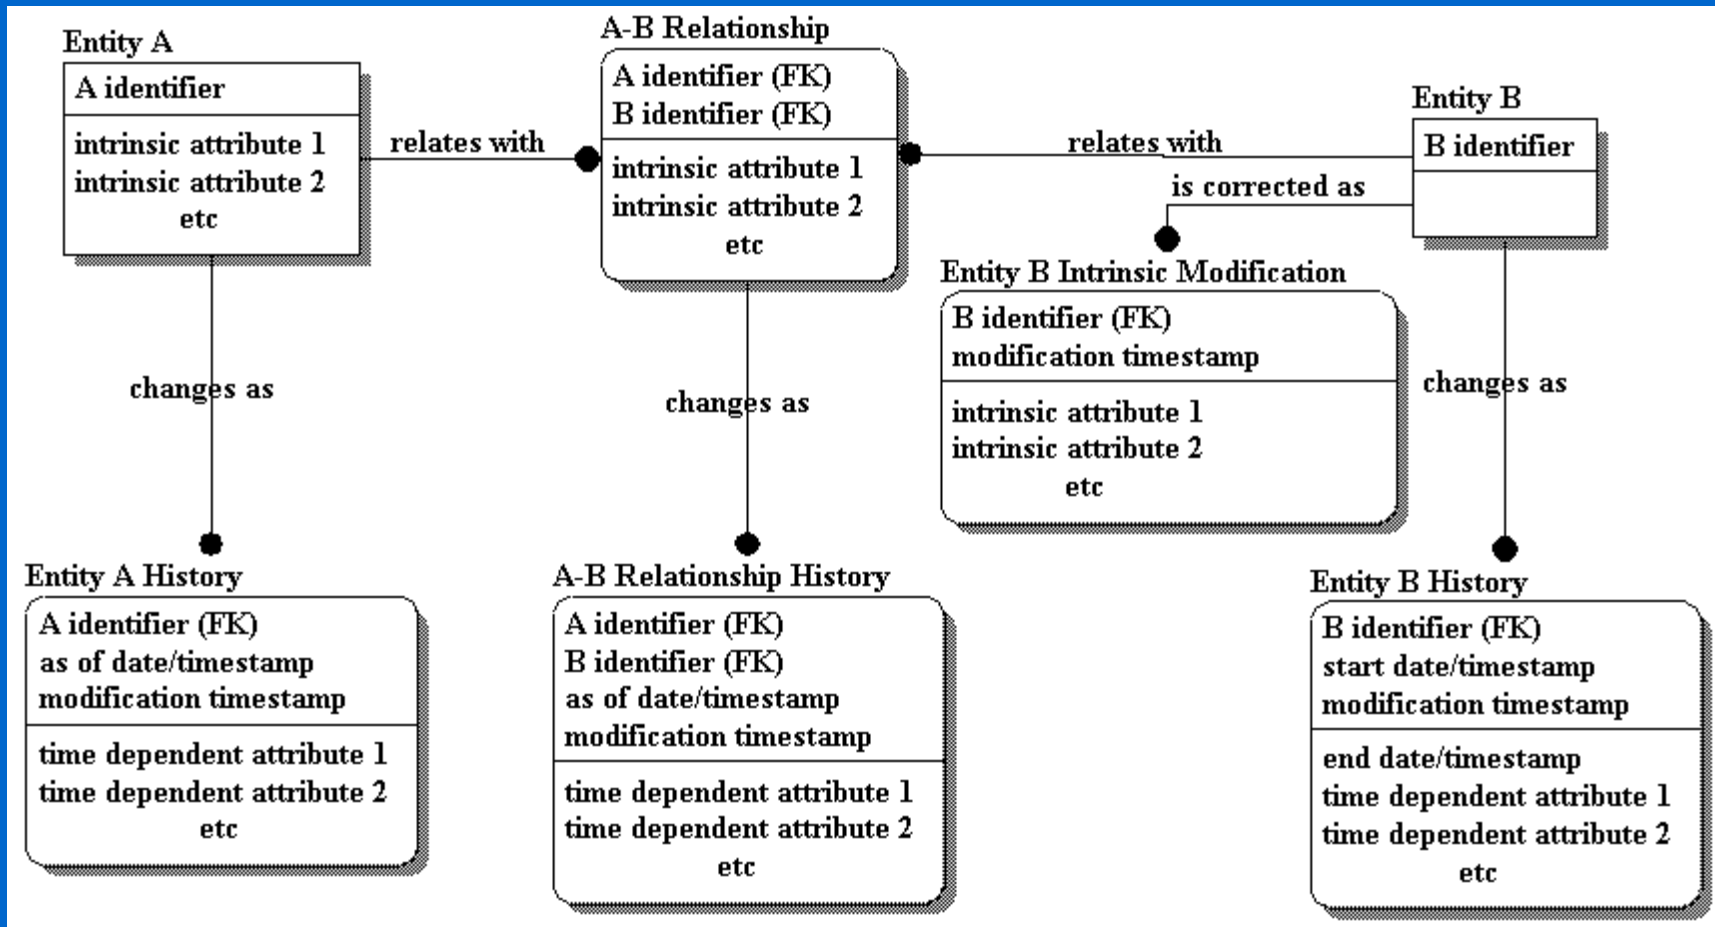 Entity A
A identifier
intrinsic attribute 1
intrinsic attribute 2
etc
relates with
A-B Relationship
A identifier (FK)
B identifier (FK)
intrinsic attribute 1
intrinsic attribute 2
etc
relates with
is corrected as
Entity B
B identifier
Entity B Intrinsic Modification
B identifier (FK)
modification timestamp
intrinsic attribute 1
intrinsic attribute 2
etc
changes as
changes as
changes as
Entity A History
A identifier (FK)
as of date/timestamp
modification timestamp
time dependent attribute 1
time dependent attribute 2
etc
A-B Relationship History
A identifier (FK)
B identifier (FK)
as of date/timestamp
modification timestamp
time dependent attribute 1
time dependent attribute 2
etc
Entity B History
B identifier (FK)
start date/timestamp
modification timestamp
end date/timestamp
time dependent attribute 1
time dependent attribute 2
etc